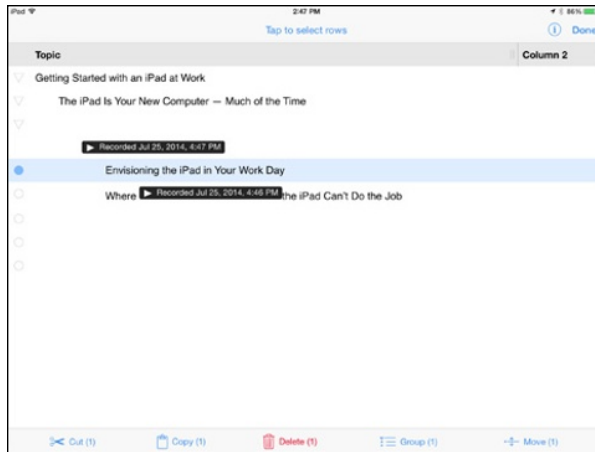 iPad 2:47 PM 86%
Tap to select rows Done
Topic Column 2
Getting Started with an iPad at Work
The iPad Is Your New Computer — Much of the Time
Recorded Jul 25, 2014, 4:47 PM
Envisioning the iPad in Your Work Day
Where Recorded Jul 25, 2014, 4:46 PM the iPad Can't Do the Job
Cut (1) Copy (1) Delete (1) Group (1) Move (1)